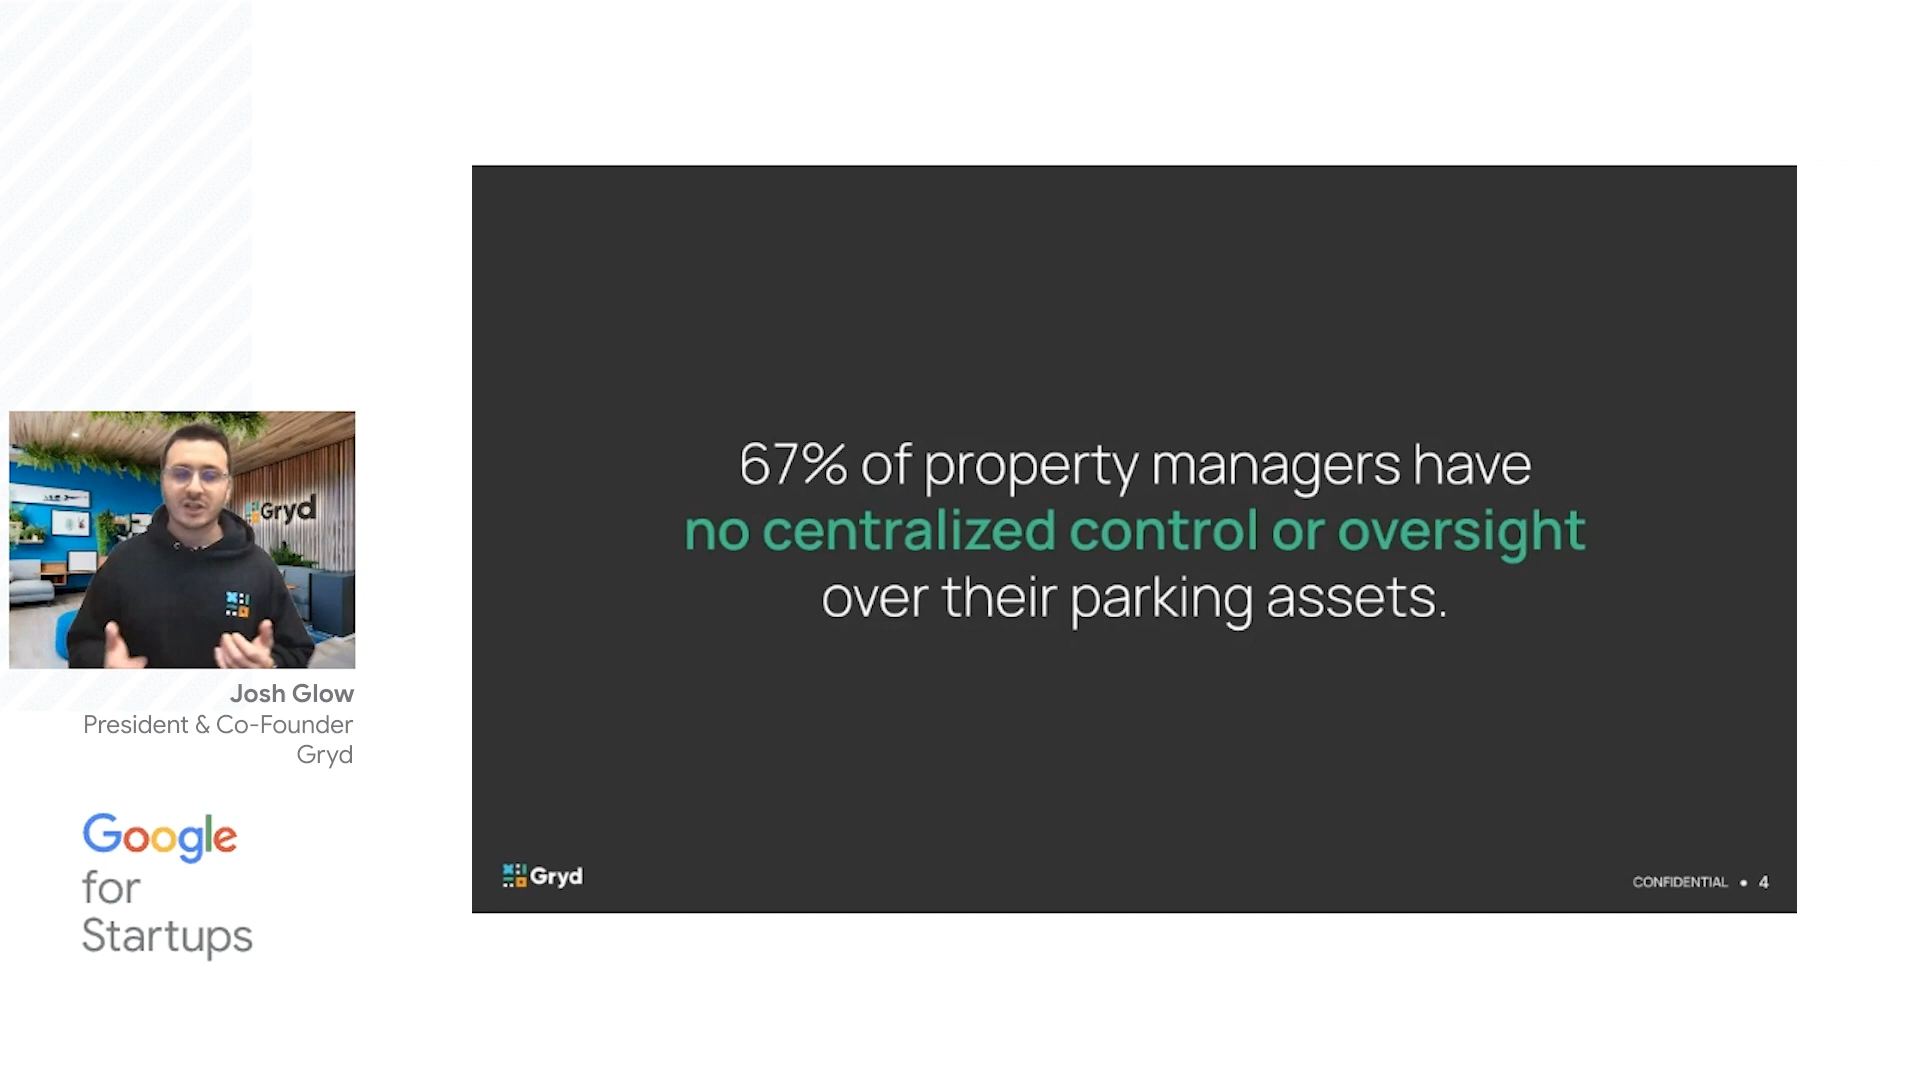 67% of property managers have
no centralized control or oversight
over their parking assets.
Gryd
CONFIDENTIAL • 4
Gryd
Josh Glow
President & Co-Founder
Gryd
Google
for
Startups